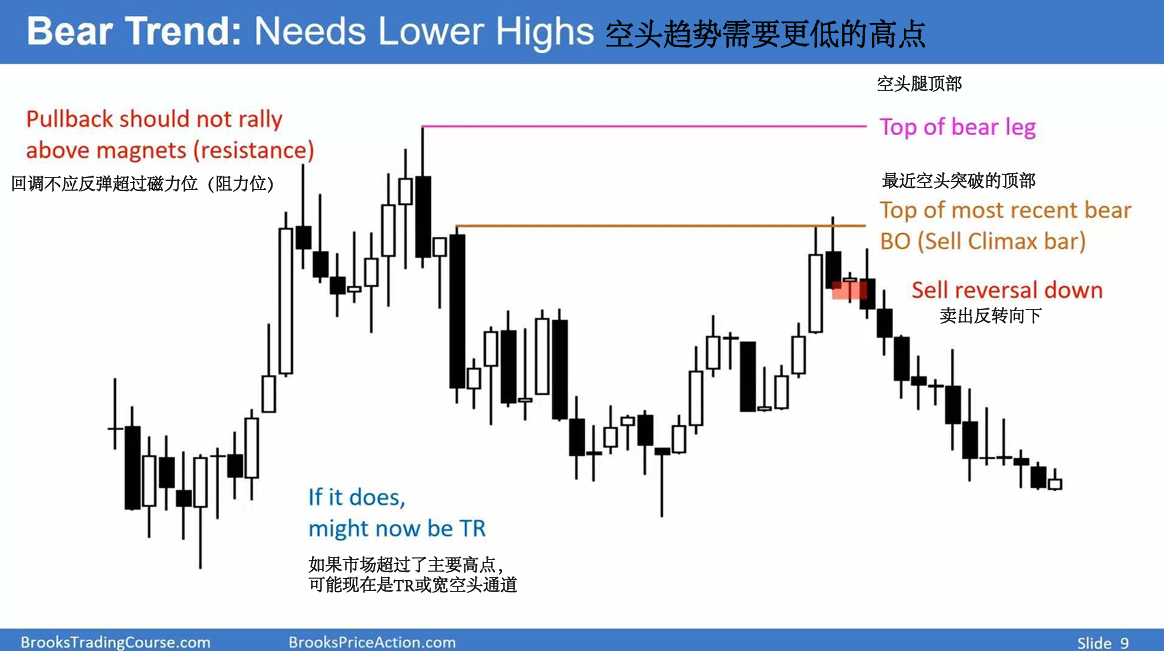 Bear Trend: Needs Lower Highs 空头趋势需要更低的高点
空头腿顶部
Pullback should not rally
above magnets (resistance)
回调不应反弹超过磁力位（阻力位）
Top of bear leg
最近空头突破的顶部
Top of most recent bear
BO (Sell Climax bar)
Sell reversal down
卖出反转向下
If it does,
might now be TR
如果市场超过了主要高点，
可能现在是TR或宽空头通道
BrooksTradingCourse.com
BrooksPriceAction.com
Slide 9